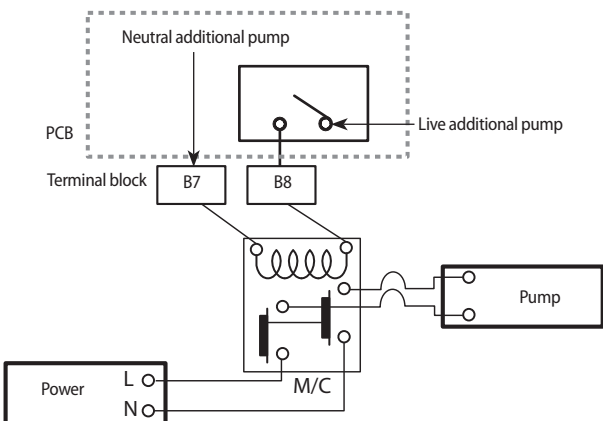 Neutral additional pump
Live additional pump
PCB
Terminal block
B7
B8
Pump
M/C
Power
L
N